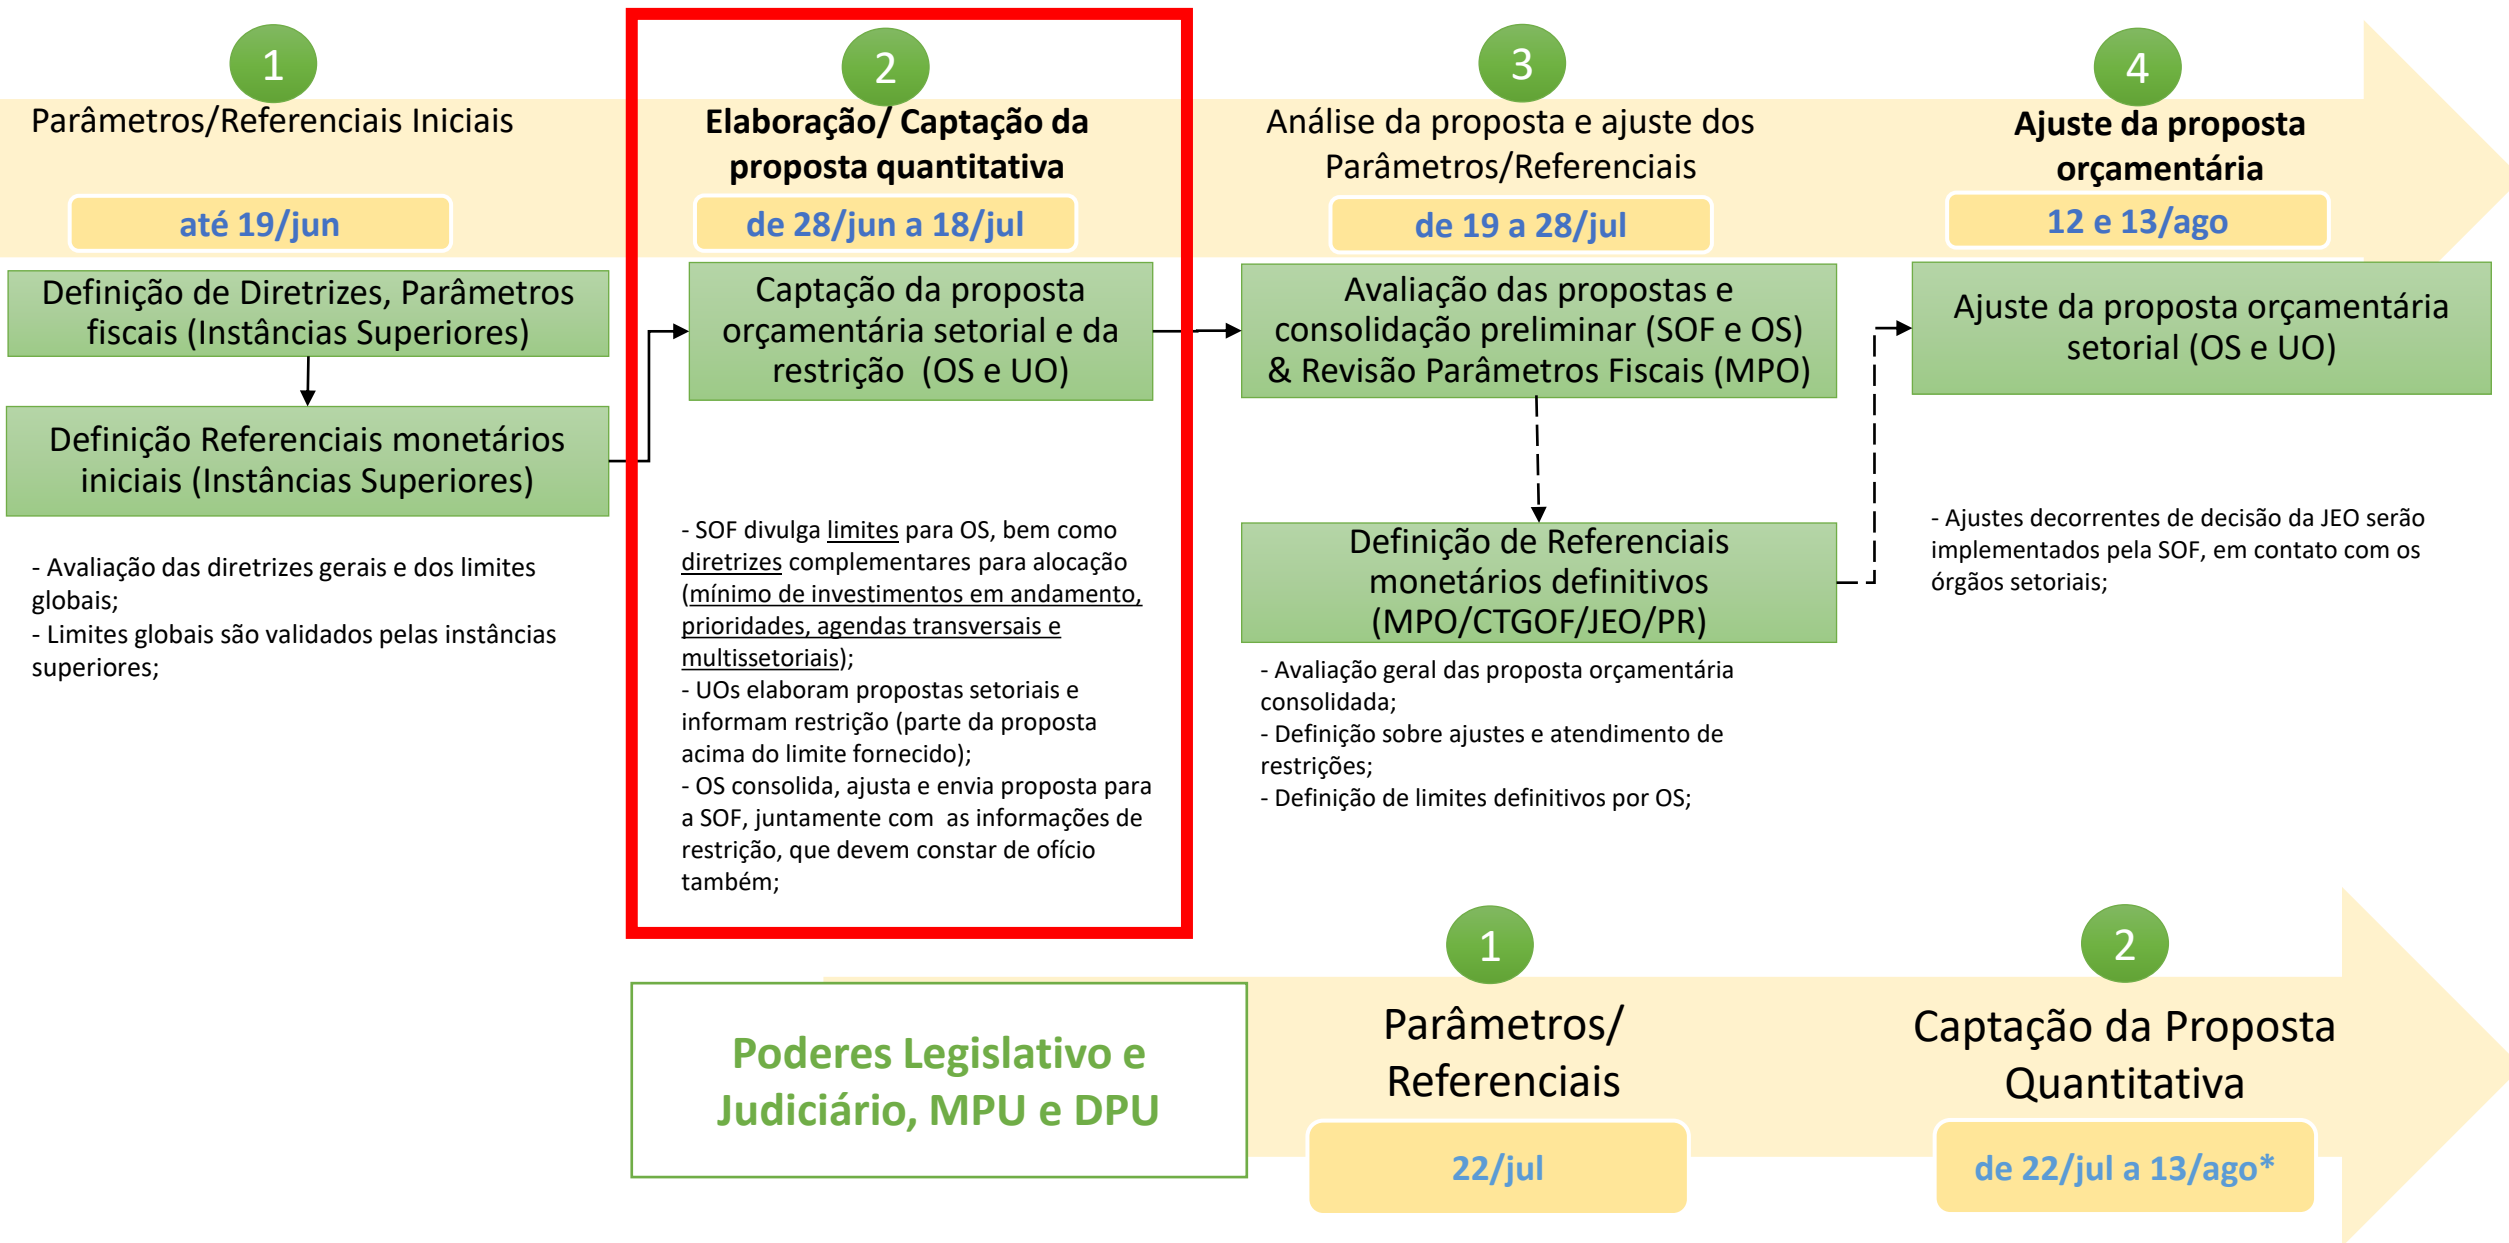 1
Parâmetros/Referenciais Iniciais
até 19/jun
Definição de Diretrizes, Parâmetros
fiscais (Instâncias Superiores)
Definição Referenciais monetários
iniciais (Instâncias Superiores)
- Avaliação das diretrizes gerais e dos limites
globais;
- Limites globais são validados pelas instâncias
superiores;
2
Elaboração/ Captação da
proposta quantitativa
de 28/jun a 18/jul
Captação da proposta
orçamentária setorial e da
restrição (OS e UO)
- SOF divulga limites para OS, bem como
diretrizes complementares para alocação
(mínimo de investimentos em andamento,
prioridades, agendas transversais e
multissetoriais);
- UOs elaboram propostas setoriais e
informam restrição (parte da proposta
acima do limite fornecido);
- OS consolida, ajusta e envia proposta para
a SOF, juntamente com as informações de
restrição, que devem constar de ofício
também;
3
Análise da proposta e ajuste dos
Parâmetros/Referenciais
de 19 a 28/jul
Avaliação das propostas e
consolidação preliminar (SOF e OS)
& Revisão Parâmetros Fiscais (MPO)
Definição de Referenciais
monetários definitivos
(MPO/CTGOF/JEO/PR)
- Avaliação geral das proposta orçamentária
consolidada;
- Definição sobre ajustes e atendimento de
restrições;
- Definição de limites definitivos por OS;
4
Ajuste da proposta
orçamentária
12 e 13/ago
Ajuste da proposta orçamentária
setorial (OS e UO)
- Ajustes decorrentes de decisão da JEO serão
implementados pela SOF, em contato com os
órgãos setoriais;
Poderes Legislativo e
Judiciário, MPU e DPU
1
Parâmetros/
Referenciais
22/jul
2
Captação da Proposta
Quantitativa
de 22/jul a 13/ago*